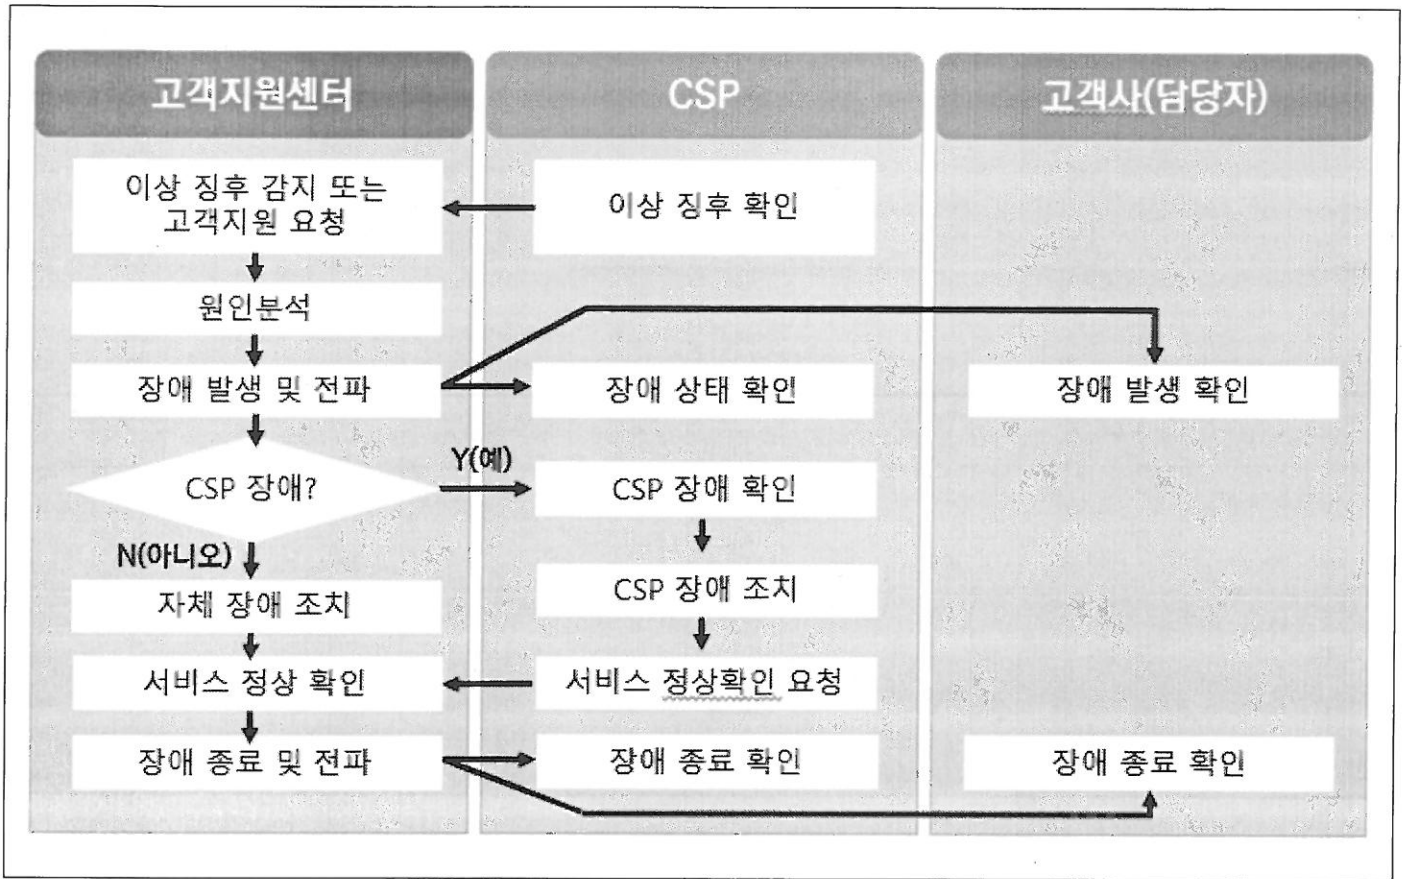 고객지원센터
CSP
고객사(담당자)
이상 징후 감지 또는
고객지원 요청
이상 징후 확인
원인분석
장애 발생 및 전파
장애 상태 확인
장애 발생 확인
CSP 장애?
Y(예)
CSP 장애 확인
N(아니오)
자체 장애 조치
CSP 장애 조치
서비스 정상 확인
서비스 정상확인 요청
장애 종료 및 전파
장애 종료 확인
장애 종료 확인